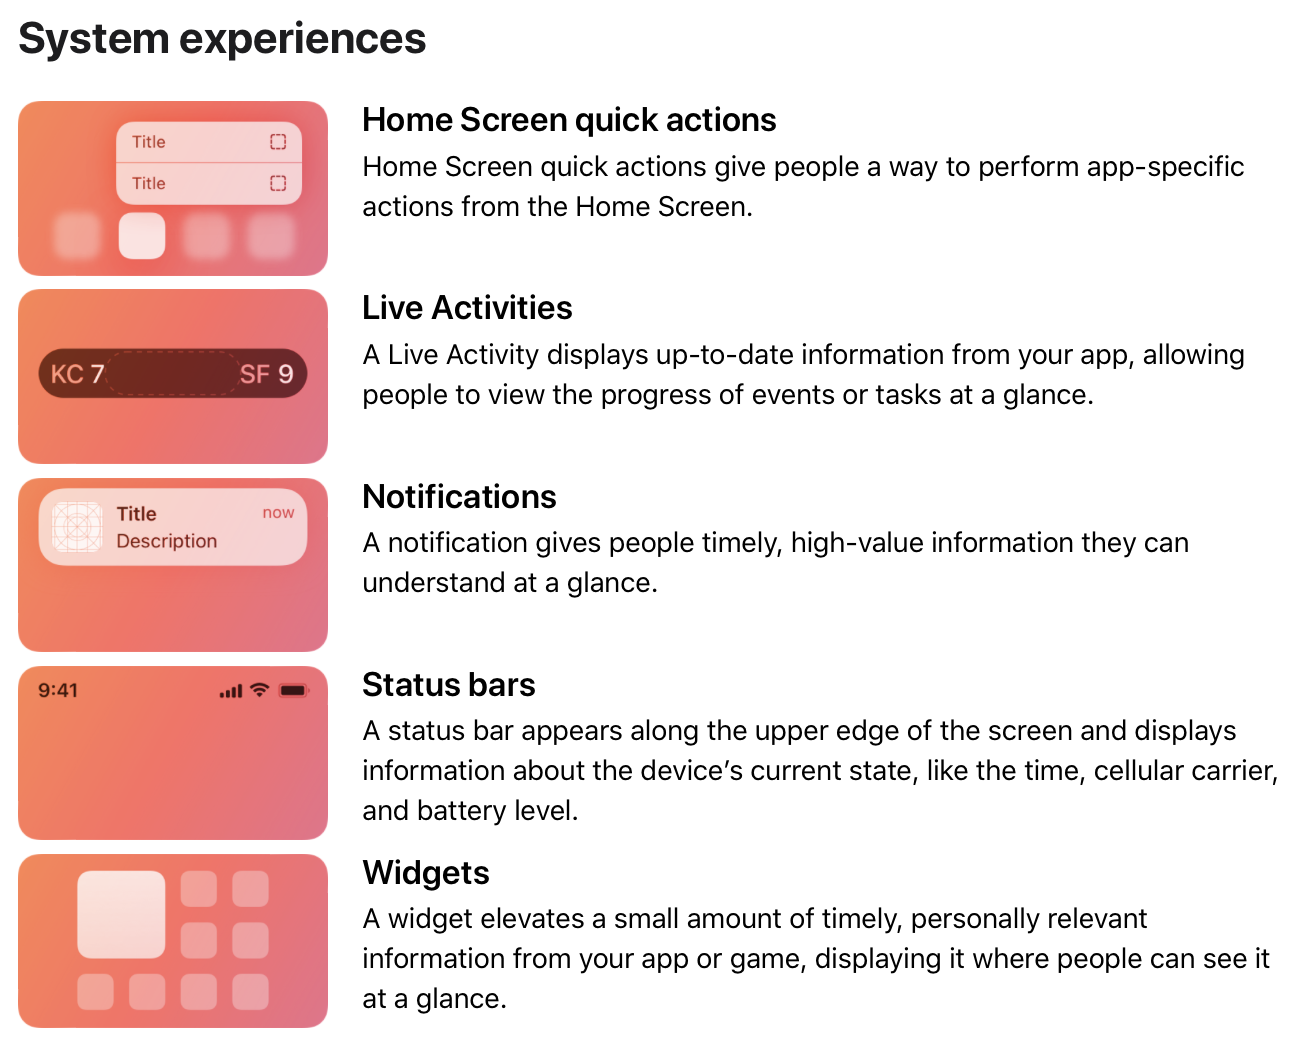 System experiences
Title
Title
Home Screen quick actions
Home Screen quick actions give people a way to perform app-specific
actions from the Home Screen.
KC 7
SF 9
Live Activities
A Live Activity displays up-to-date information from your app, allowing
people to view the progress of events or tasks at a glance.
Title
now
Description
Notifications
A notification gives people timely, high-value information they can
understand at a glance.
9:41
Status bars
A status bar appears along the upper edge of the screen and displays
information about the device’s current state, like the time, cellular carrier,
and battery level.
Widgets
A widget elevates a small amount of timely, personally relevant
information from your app or game, displaying it where people can see it
at a glance.